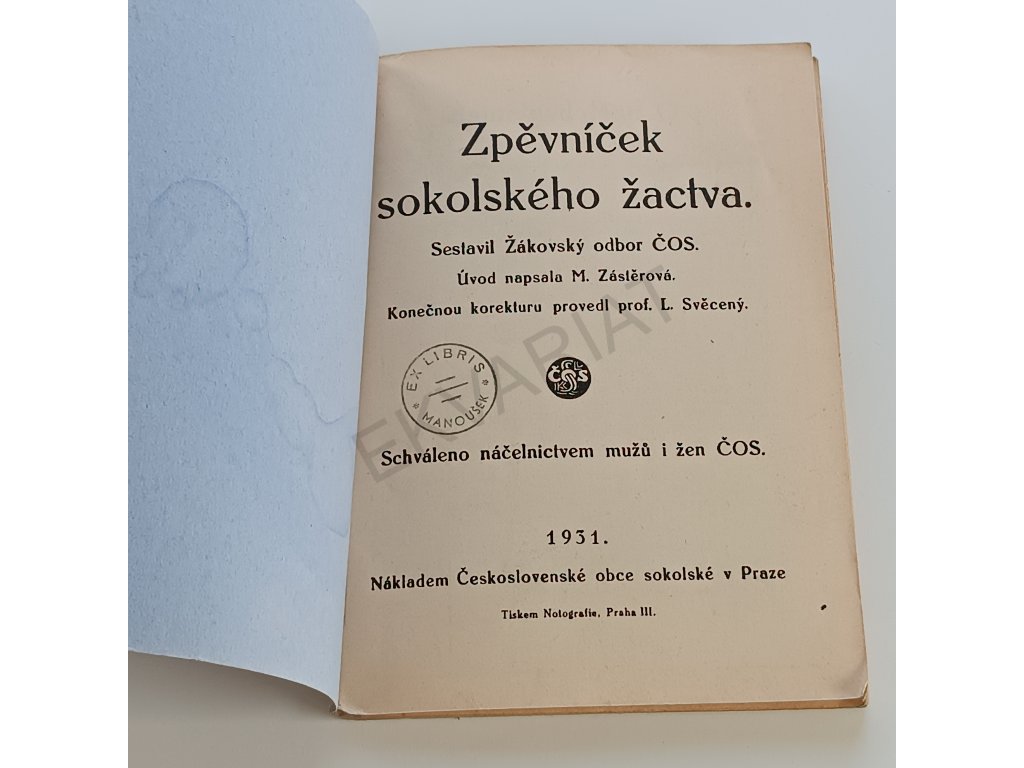 Zpěvníček
sokolského žactva.
Sestavil Žákovský odbor ČOS.
Úvod napsala M. Zástěrová.
Konečnou korekturu provedl prof. L. Svěcený.
EX LIBRIS
* MANOUŠEK *
ČOS
EKVARIAT
Schváleno náčelnictvem mužů i žen ČOS.
1931.
Nákladem Československé obce sokolské v Praze
Tiskem Notografie, Praha III.